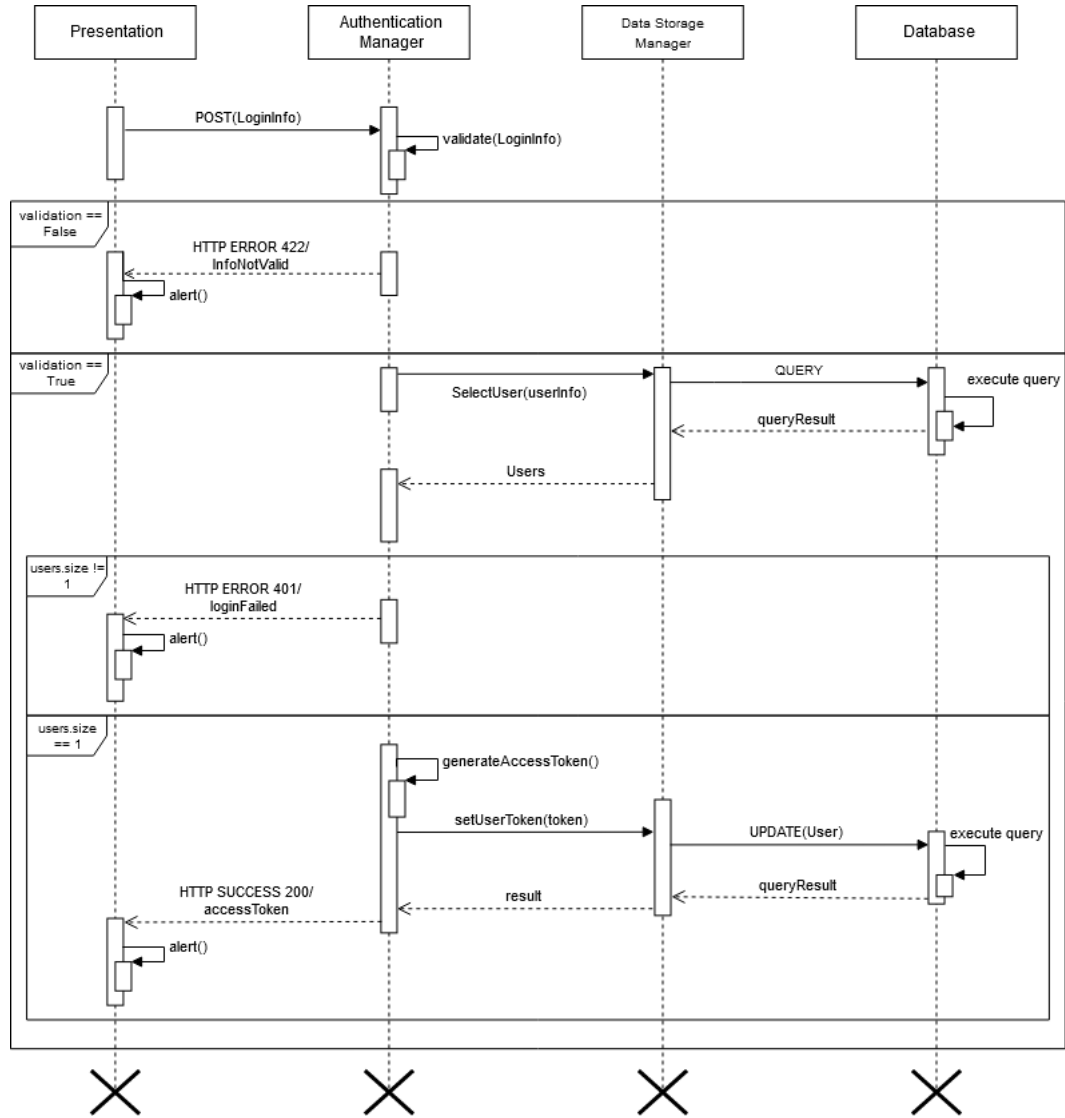 Presentation
Authentication
Manager
Data Storage
Manager
Database
POST(LoginInfo)
validate(LoginInfo)
validation ==
False
HTTP ERROR 422/
InfoNotValid
alert()
validation ==
True
SelectUser(userInfo)
QUERY
execute query
queryResult
Users
users.size !=
1
HTTP ERROR 401/
loginFailed
alert()
users.size
== 1
generateAccessToken()
setUserToken(token)
UPDATE(User)
execute query
queryResult
result
HTTP SUCCESS 200/
accessToken
alert()